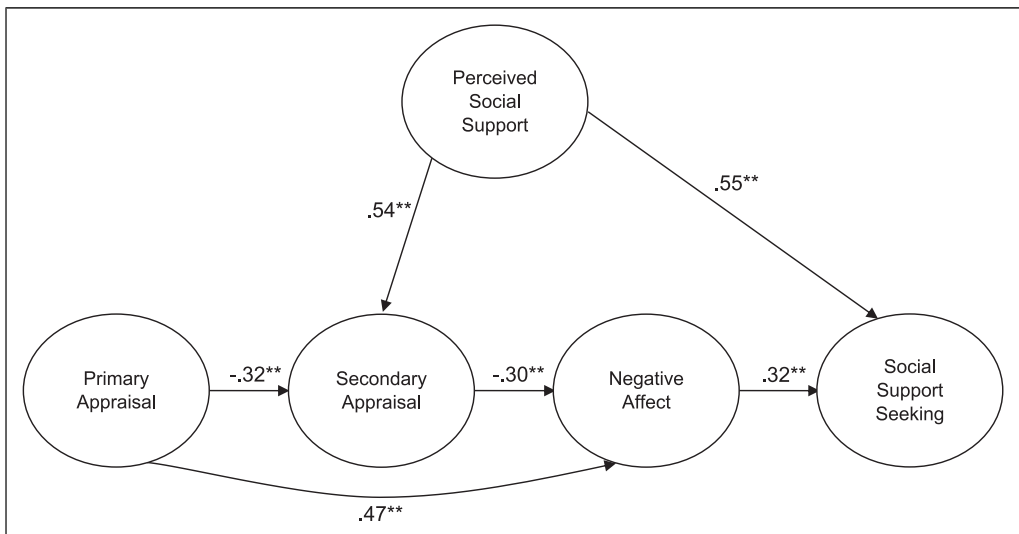 Perceived
Social
Support
.55**
.54**
Primary
Appraisal
-.32**
Secondary
Appraisal
-.30**
Negative
Affect
.32**
Social
Support
Seeking
.47**